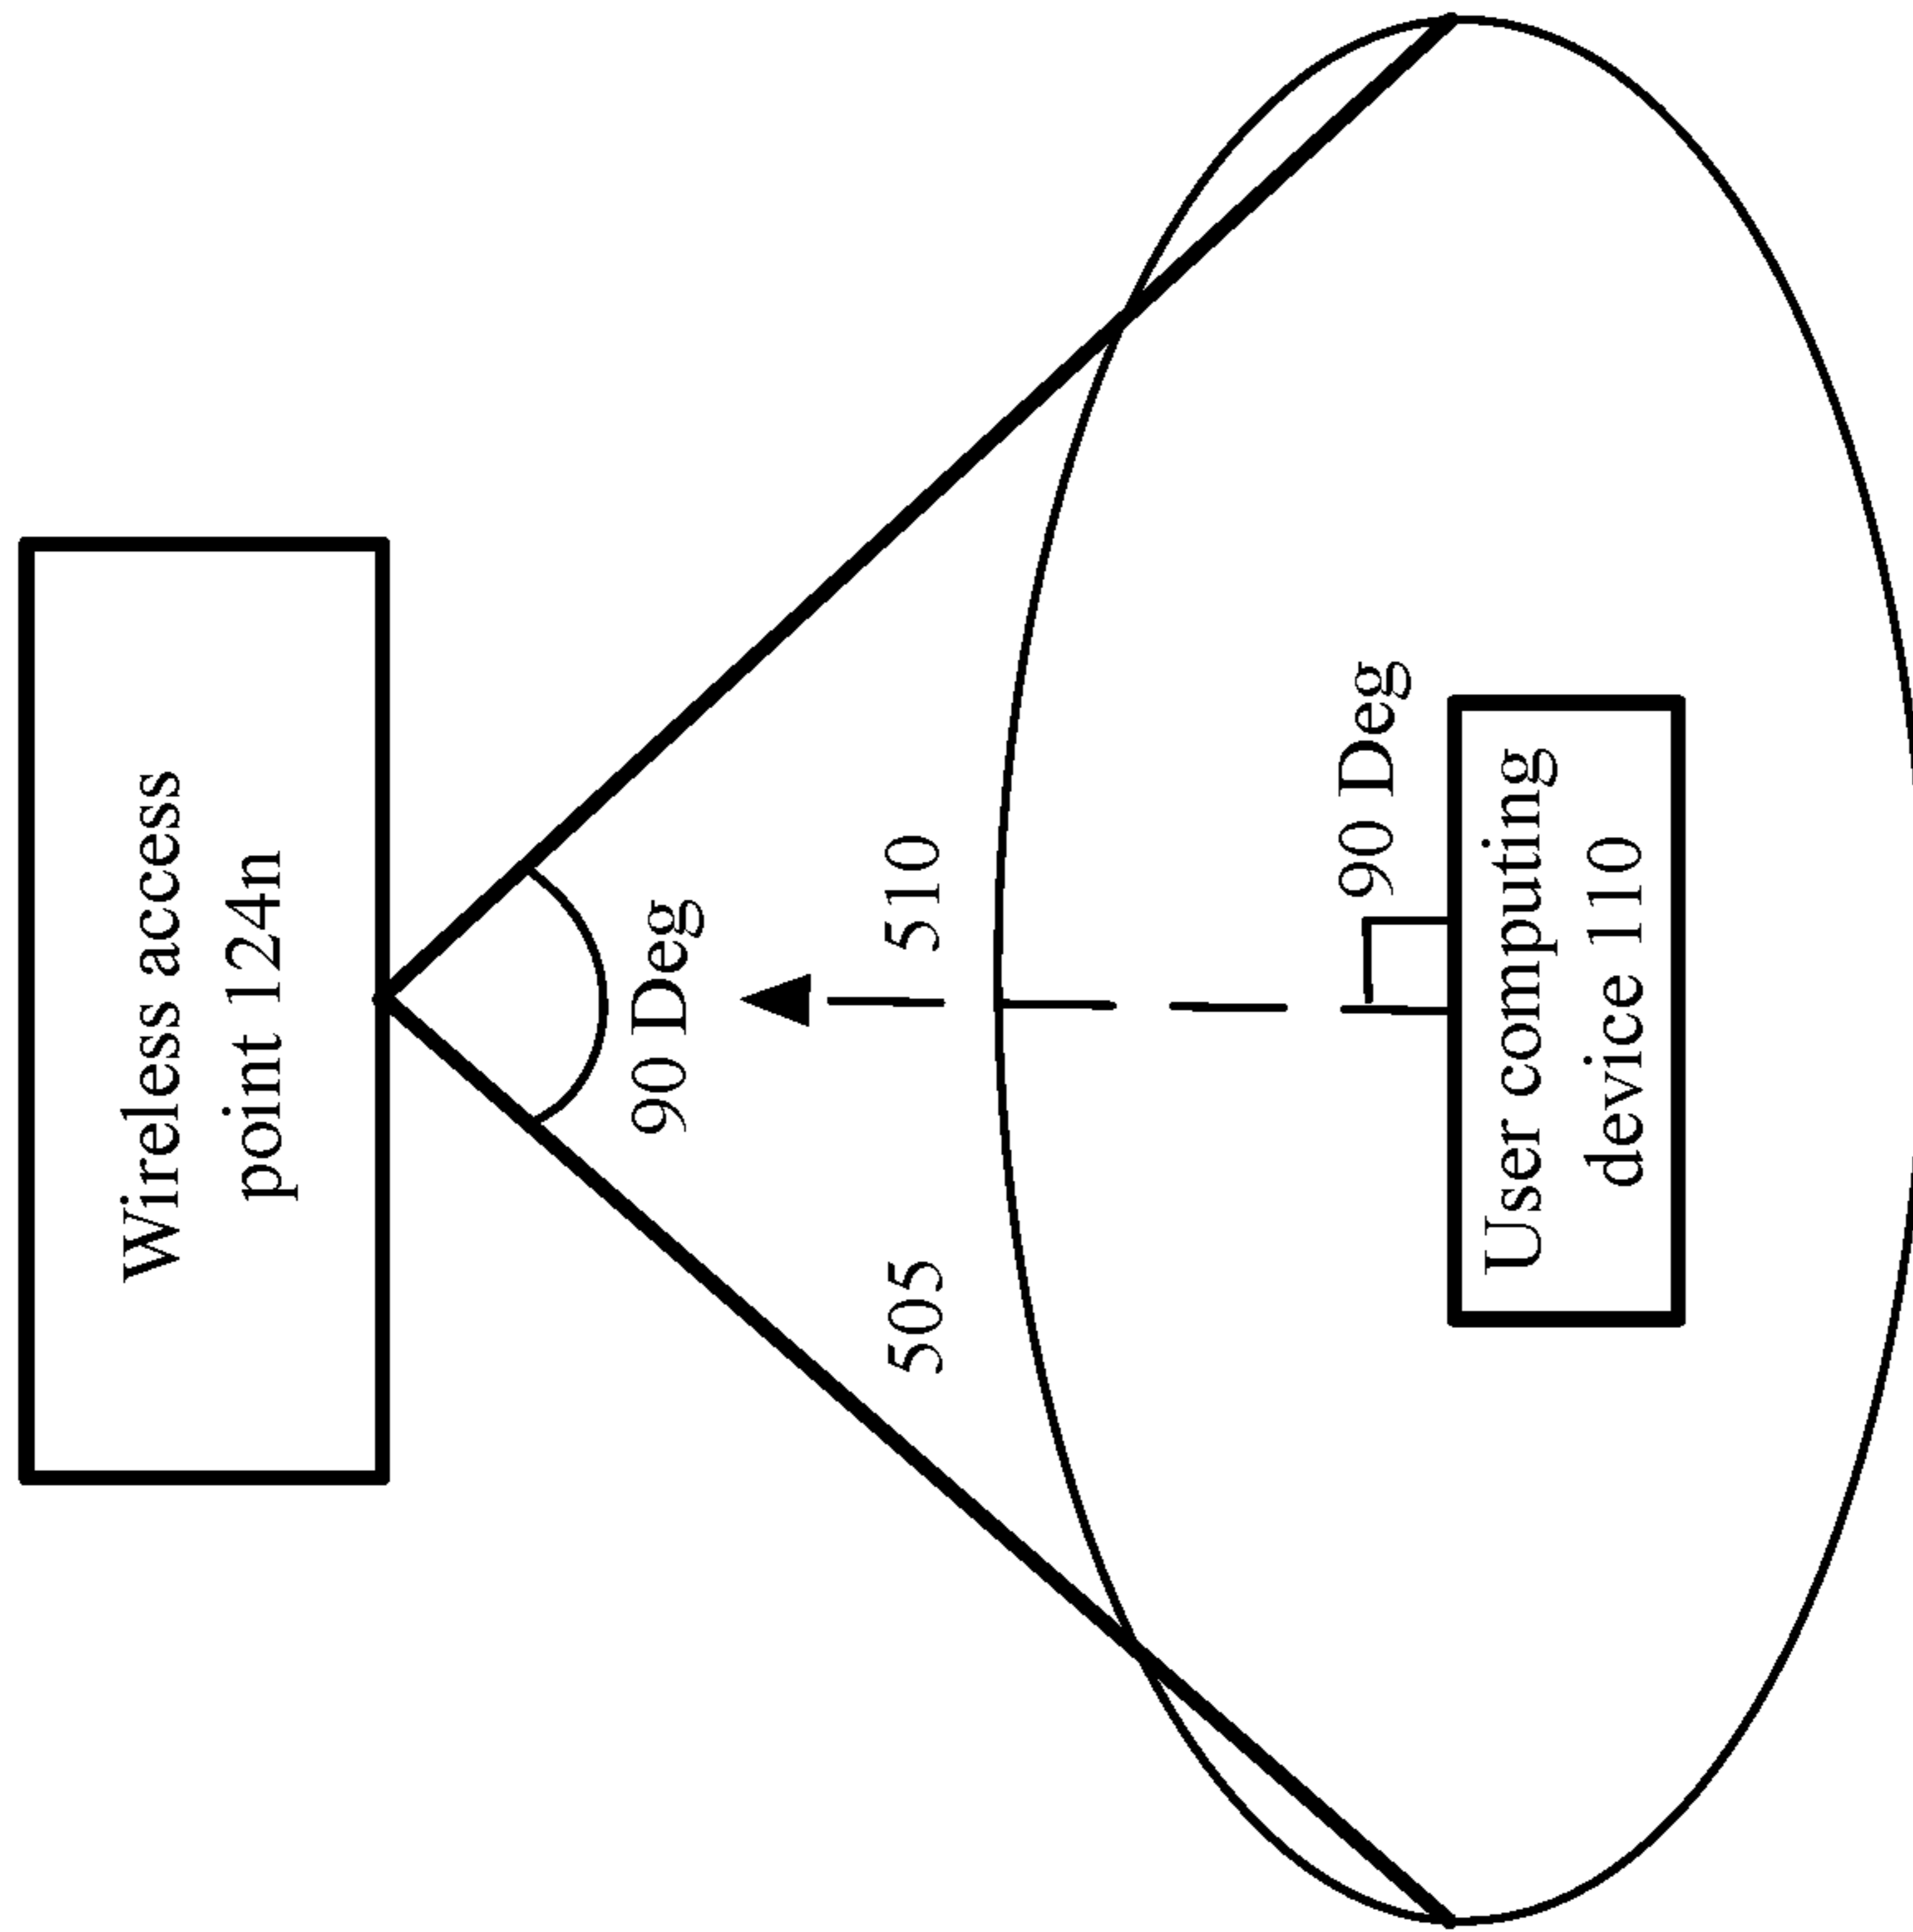 Wireless access
point 124n
90 Deg
505
510
90 Deg
User computing
device 110